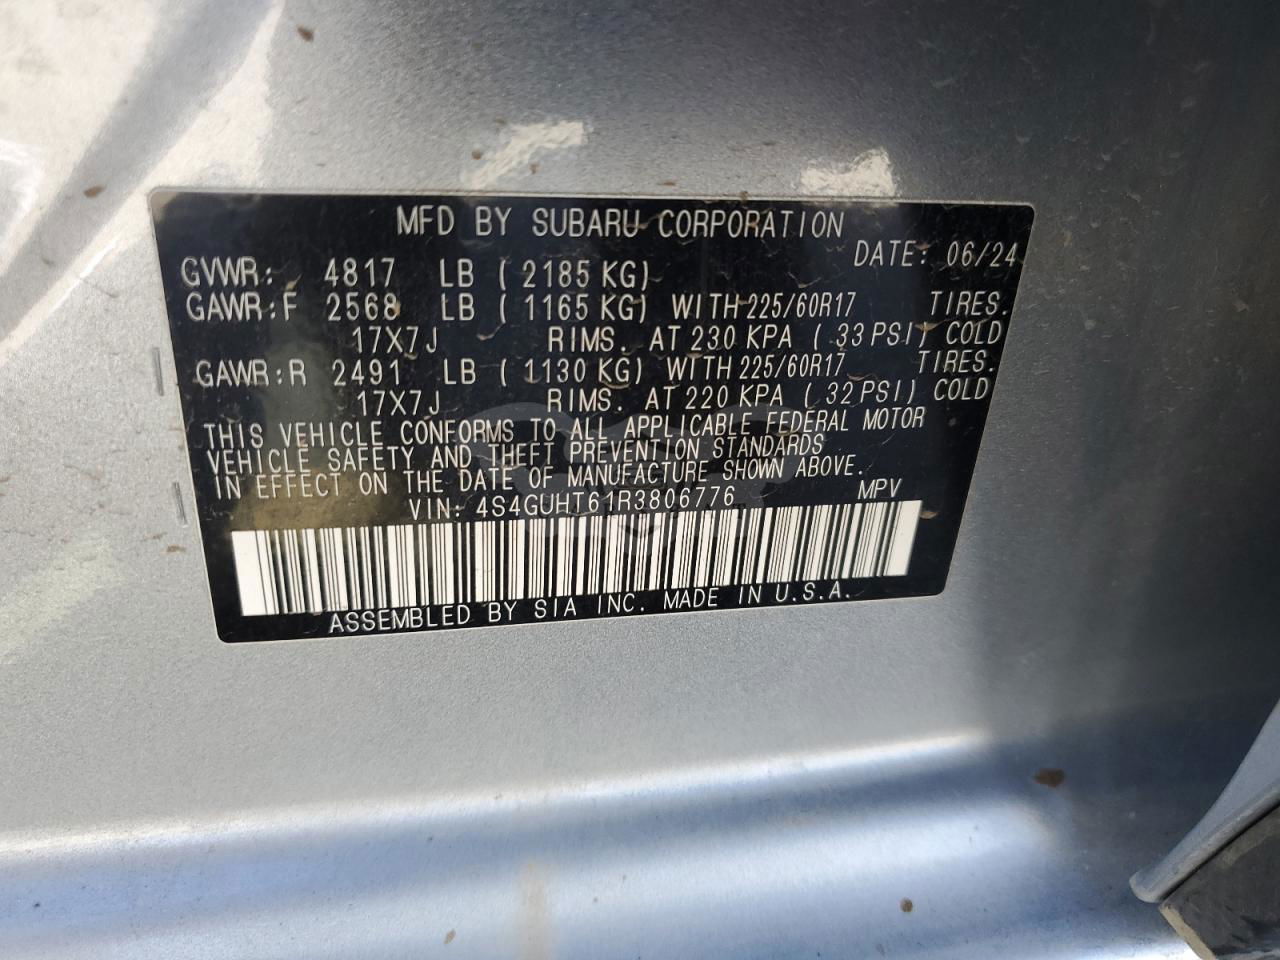 MFD BY SUBARU CORPORATION
DATE: 06/24
GVWR: 4817 LB ( 2185 KG)
GAWR:F 2568 LB ( 1165 KG) WITH 225/60R17 TIRES.
17X7J RIMS. AT 230 KPA ( 33 PSI) COLD
GAWR:R 2491 LB ( 1130 KG) WITH 225/60R17 TIRES.
17X7J RIMS. AT 220 KPA ( 32 PSI) COLD
THIS VEHICLE CONFORMS TO ALL APPLICABLE FEDERAL MOTOR
VEHICLE SAFETY AND THEFT PREVENTION STANDARDS
IN EFFECT ON THE DATE OF MANUFACTURE SHOWN ABOVE.
VIN: 4S4GUHT61R3806776 MPV
ASSEMBLED BY SIA INC. MADE IN U.S.A.